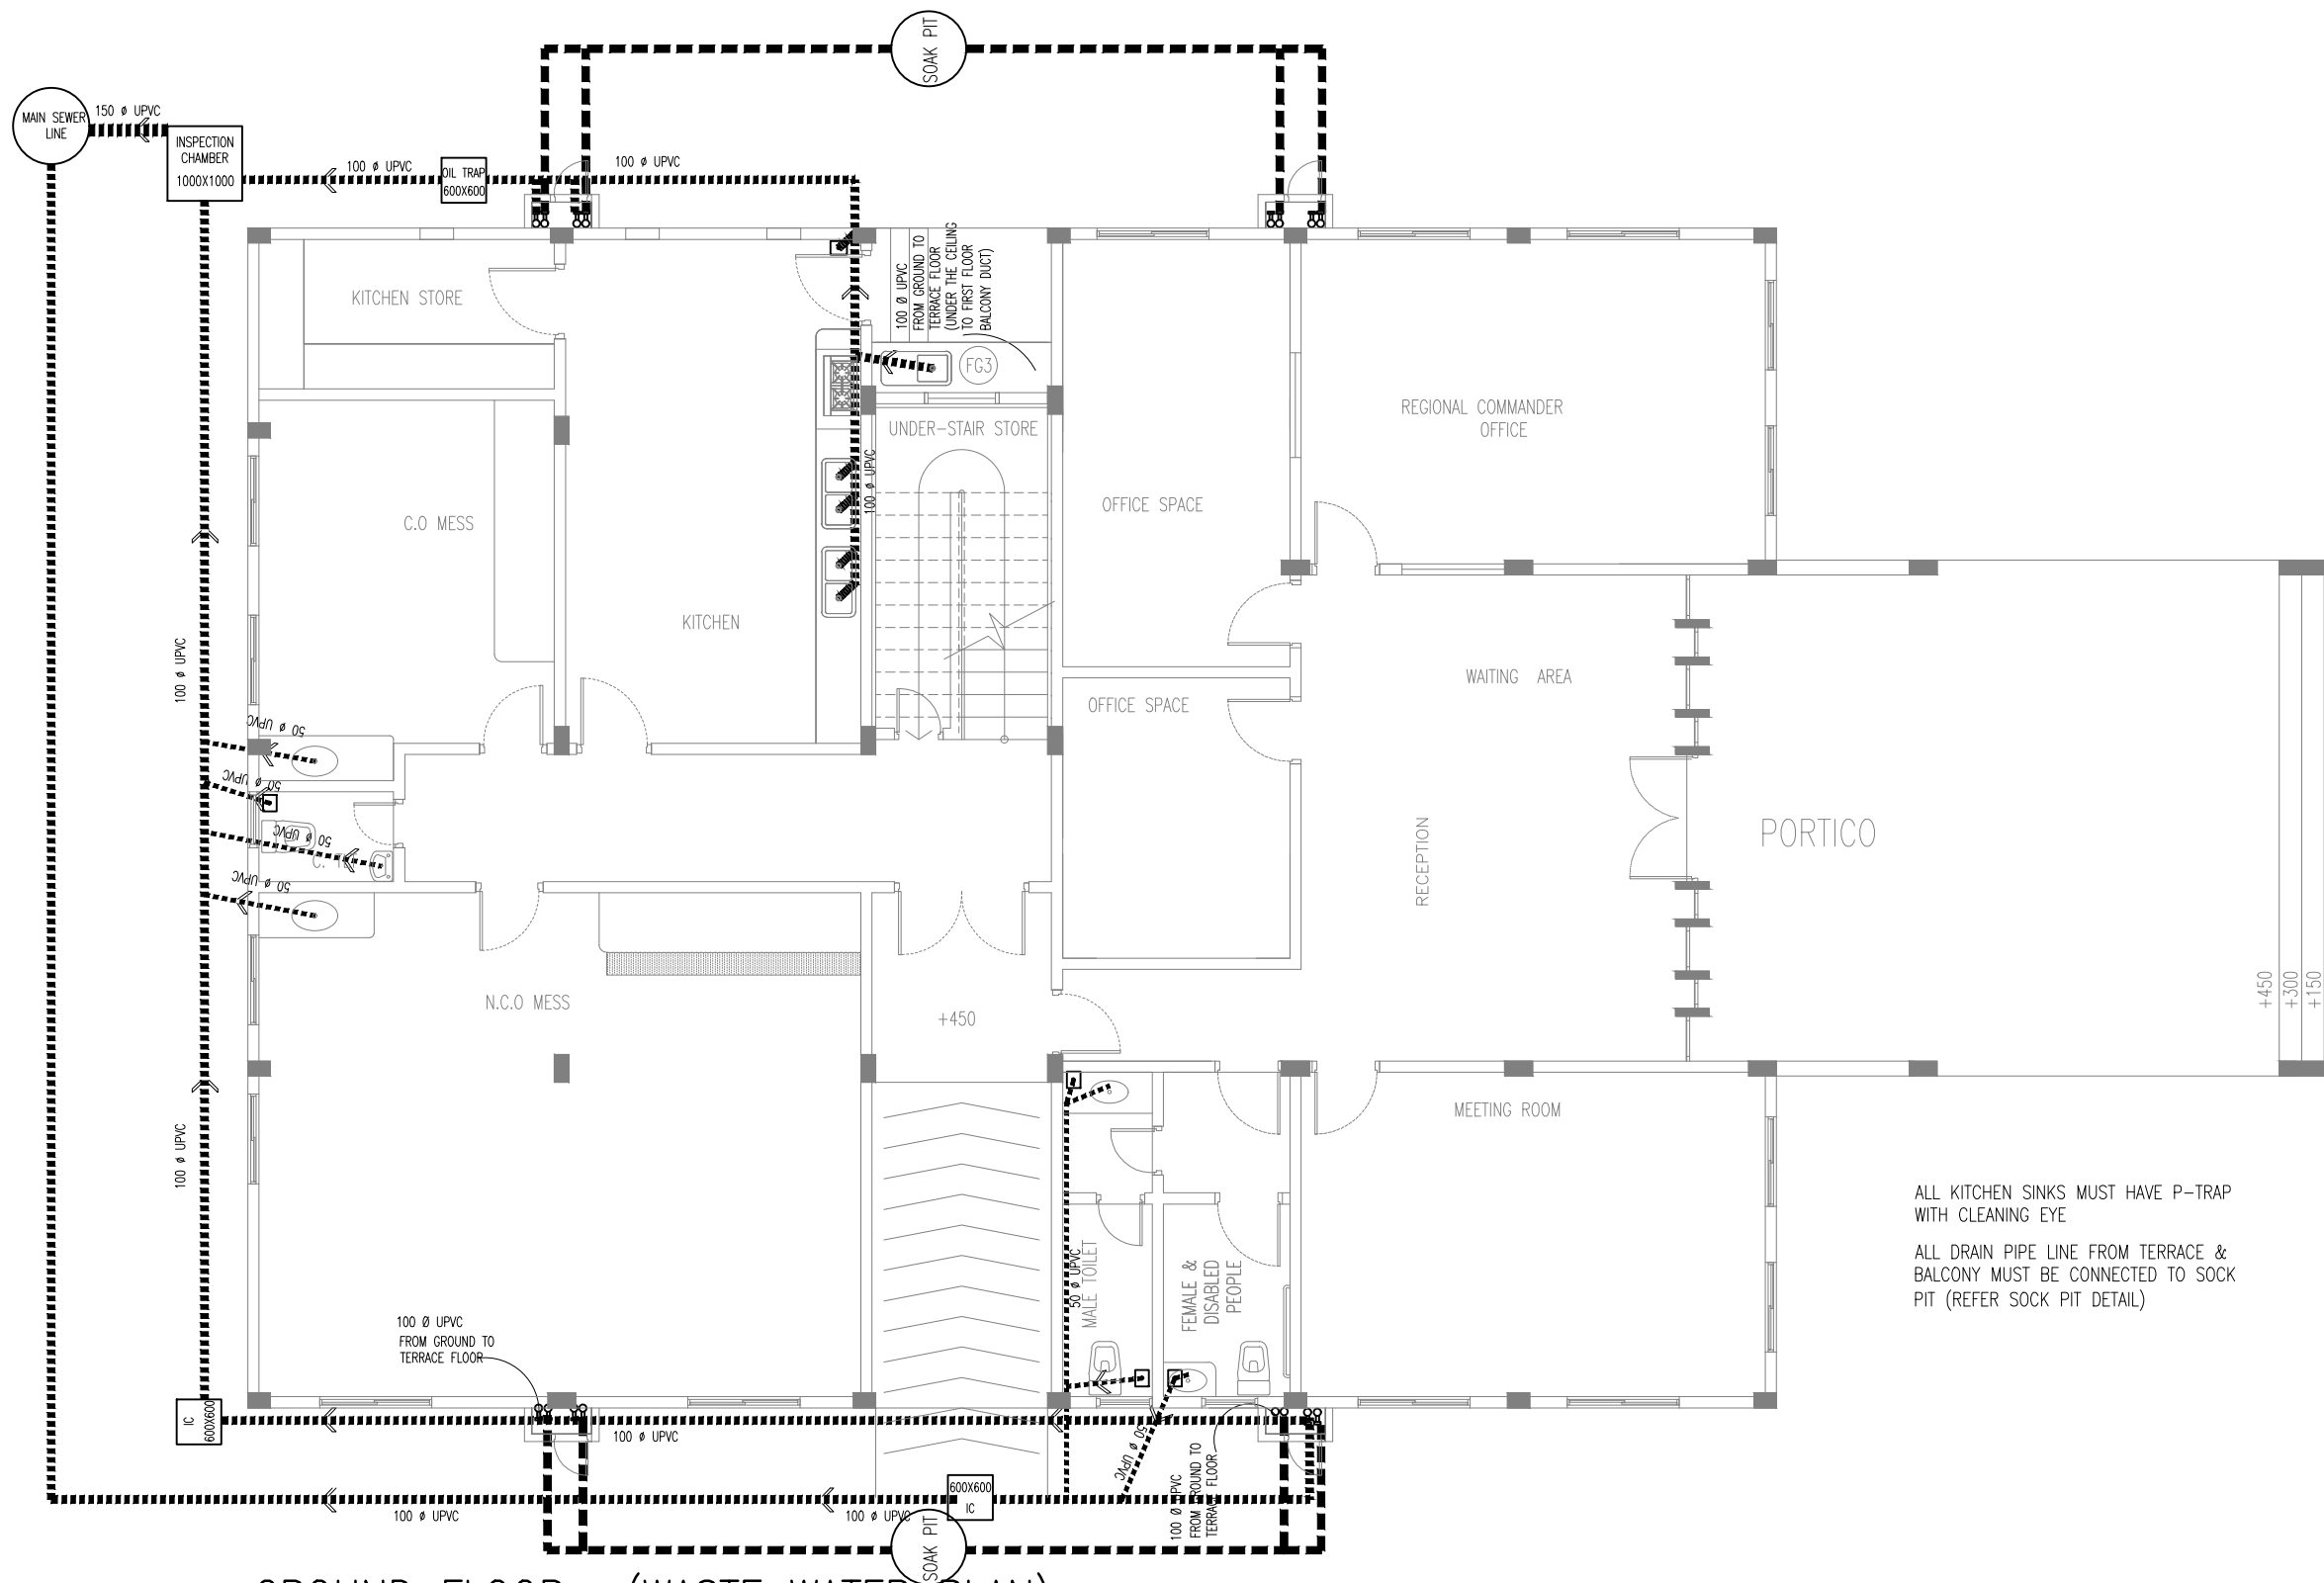 SOAK PIT
MAIN SEWER
LINE
150 ø UPVC
INSPECTION
CHAMBER
1000X1000
100 ø UPVC
OIL TRAP
600X600
100 ø UPVC
KITCHEN STORE
100 Ø UPVC
FROM GROUND TO
TERRACE FLOOR
(UNDER THE CEILING
TO FIRST FLOOR
BALCONY DUCT)
FG3
UNDER-STAIR STORE
REGIONAL COMMANDER
OFFICE
C.O MESS
100 ø UPVC
OFFICE SPACE
KITCHEN
100 ø UPVC
WAITING AREA
OFFICE SPACE
50 ø UPVC
50 ø UPVC
50 ø UPVC
50 ø UPVC
RECEPTION
PORTICO
N.C.O MESS
+450
+450
+300
+150
MEETING ROOM
100 ø UPVC
50 ø UPVC
MALE TOILET
FEMALE &
DISABLED
PEOPLE
ALL KITCHEN SINKS MUST HAVE P-TRAP
WITH CLEANING EYE
ALL DRAIN PIPE LINE FROM TERRACE &
BALCONY MUST BE CONNECTED TO SOCK
PIT (REFER SOCK PIT DETAIL)
100 Ø UPVC
FROM GROUND TO
TERRACE FLOOR
IC
600X600
100 ø UPVC
50 ø UPVC
100 Ø UPVC
FROM GROUND TO
TERRACE FLOOR
600X600
IC
100 ø UPVC
100 ø UPVC
SOAK PIT
GROUND FLOOR (WASTE WATER PLAN)